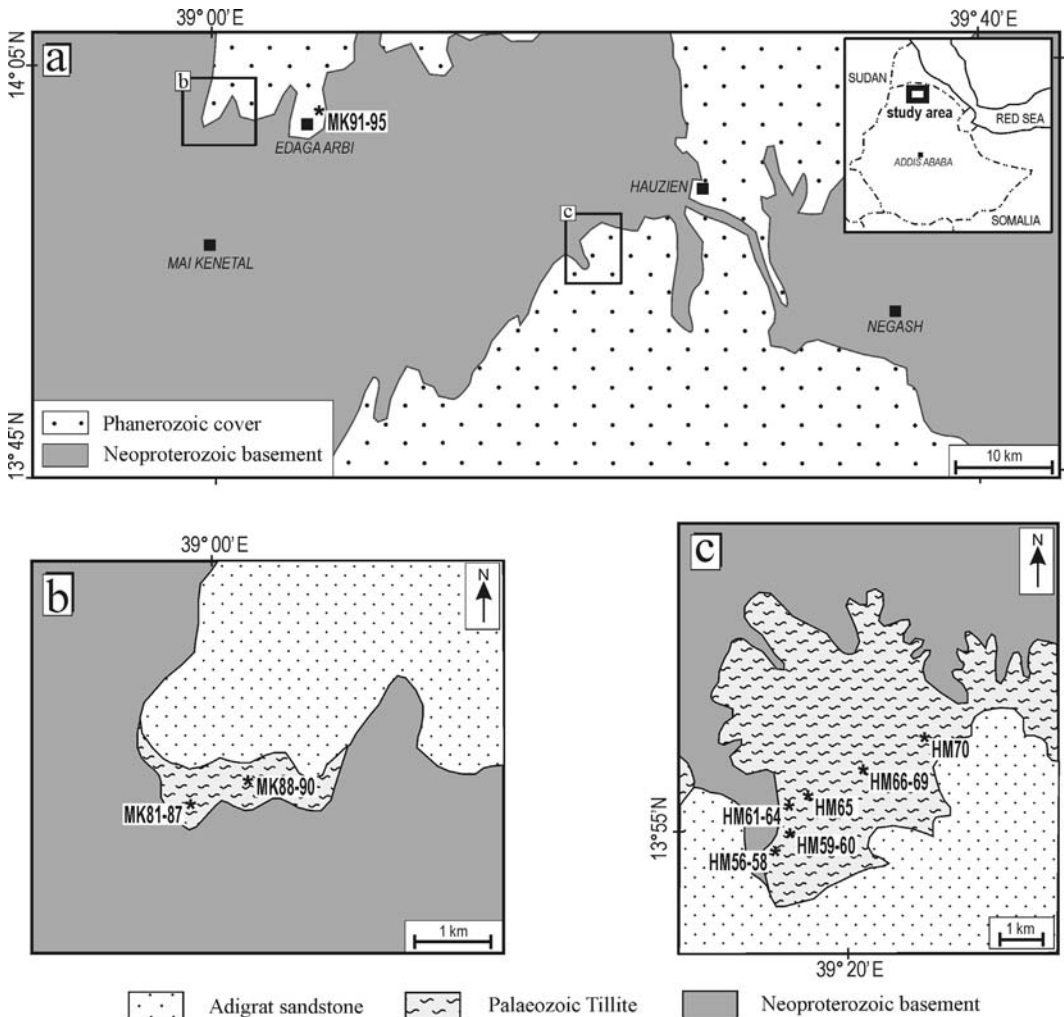 39° 00' E
39° 40' E
14° 05' N
a
b
MK91-95
EDAGA ARBI
MAI KENETAL
HAUZIEN
c
NEGASH
SUDAN
study area
RED SEA
ADDIS ABABA
SOMALIA
Phanerozoic cover
Neoproterozoic basement
13° 45' N
10 km
39° 00' E
b
N
MK88-90
MK81-87
1 km
c
N
HM70
HM66-69
HM65
HM61-64
HM59-60
HM56-58
13° 55' N
1 km
39° 20' E
Adigrat sandstone
Palaeozoic Tillite
Neoproterozoic basement